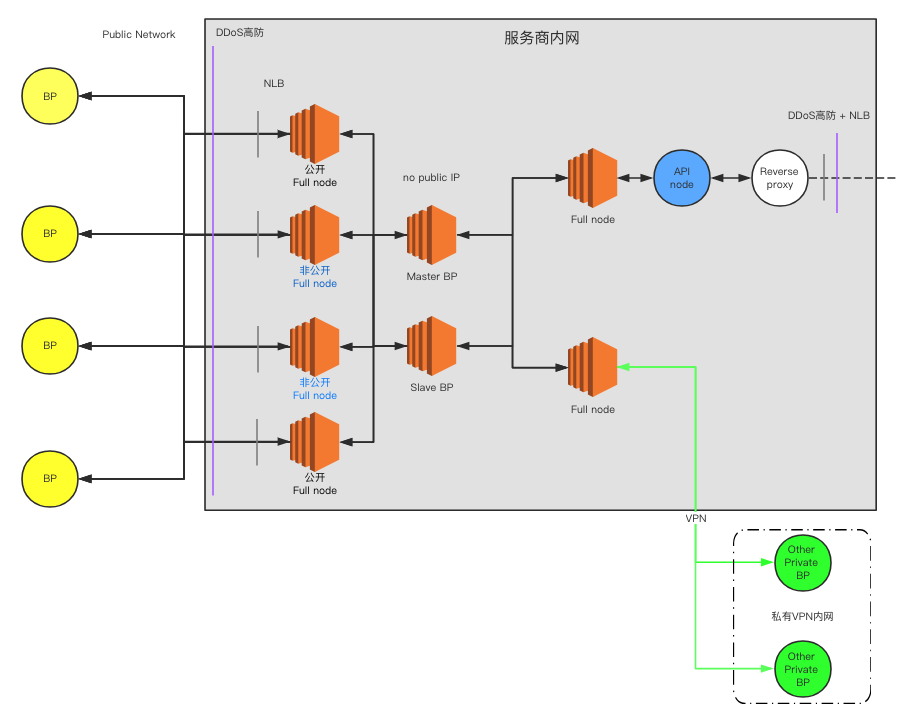 Public Network
DDoS高防
服务商内网
NLB
DDoS高防 + NLB
BP
公开
Full node
no public IP
Full node
API
node
Reverse
proxy
BP
非公开
Full node
Master BP
BP
非公开
Full node
Slave BP
Full node
BP
公开
Full node
VPN
Other
Private
BP
私有VPN内网
Other
Private
BP